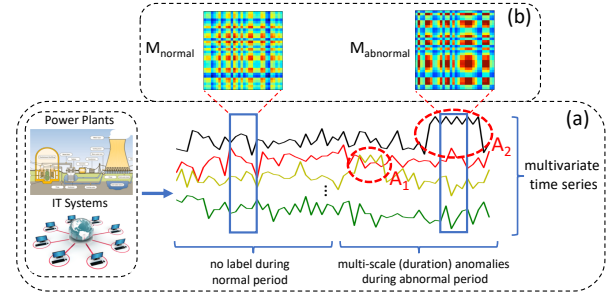 (b)
M_normal
M_abnormal
(a)
Power Plants
IT Systems
A_1
A_2
multivariate
time series
...
no label during
normal period
multi-scale (duration) anomalies
during abnormal period